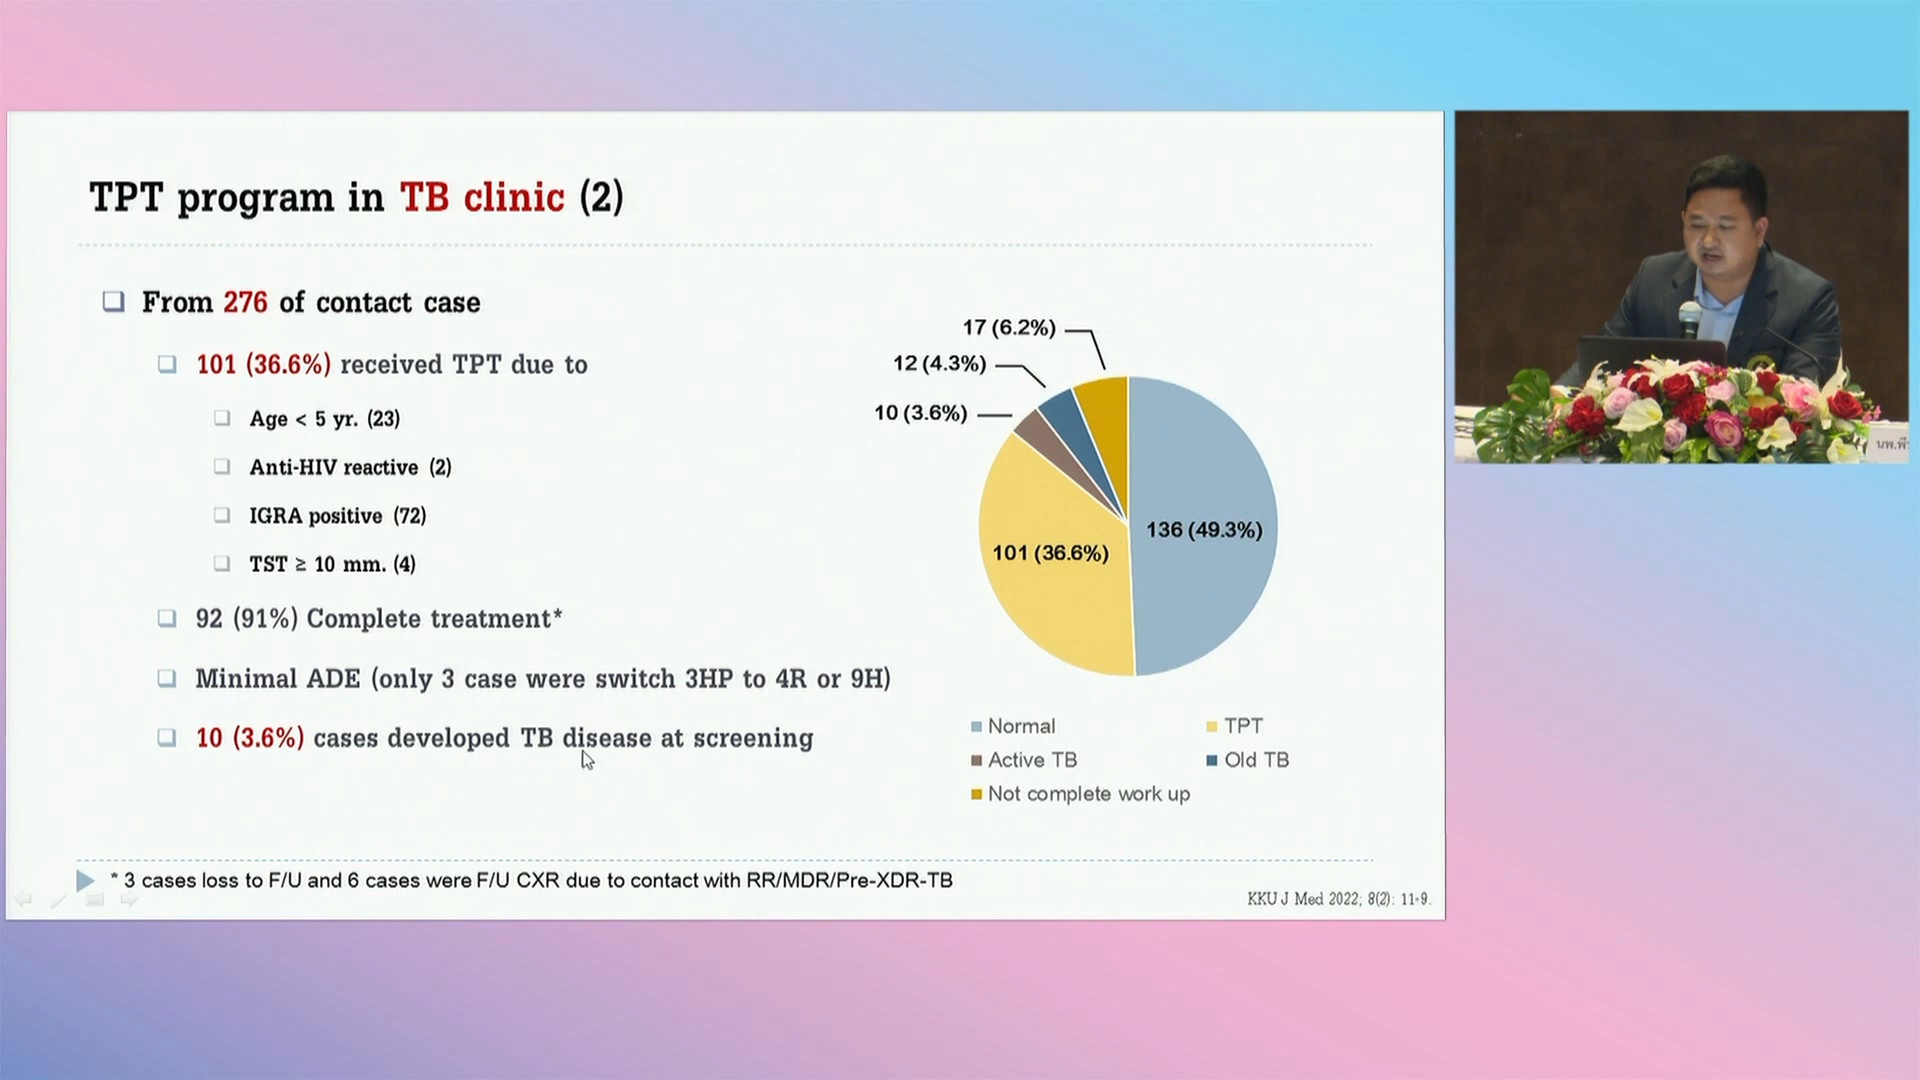 TPT program in TB clinic (2)
From 276 of contact case
101 (36.6%) received TPT due to
Age < 5 yr. (23)
Anti-HIV reactive (2)
IGRA positive (72)
TST ≥ 10 mm. (4)
92 (91%) Complete treatment*
Minimal ADE (only 3 case were switch 3HP to 4R or 9H)
10 (3.6%) cases developed TB disease at screening
17 (6.2%)
12 (4.3%)
10 (3.6%)
136 (49.3%)
101 (36.6%)
Normal
TPT
Active TB
Old TB
Not complete work up
* 3 cases loss to F/U and 6 cases were F/U CXR due to contact with RR/MDR/Pre-XDR-TB
KKU J Med 2022; 8(2): 11-9.